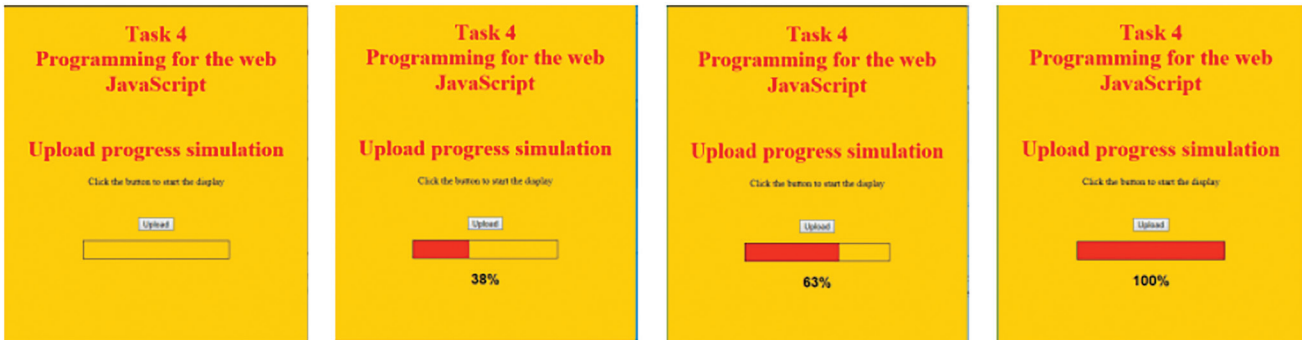 Task 4
Programming for the web
JavaScript
Upload progress simulation
Click the button to start the display
Upload
Task 4
Programming for the web
JavaScript
Upload progress simulation
Click the button to start the display
Upload
38%
Task 4
Programming for the web
JavaScript
Upload progress simulation
Click the button to start the display
Upload
63%
Task 4
Programming for the web
JavaScript
Upload progress simulation
Click the button to start the display
Upload
100%